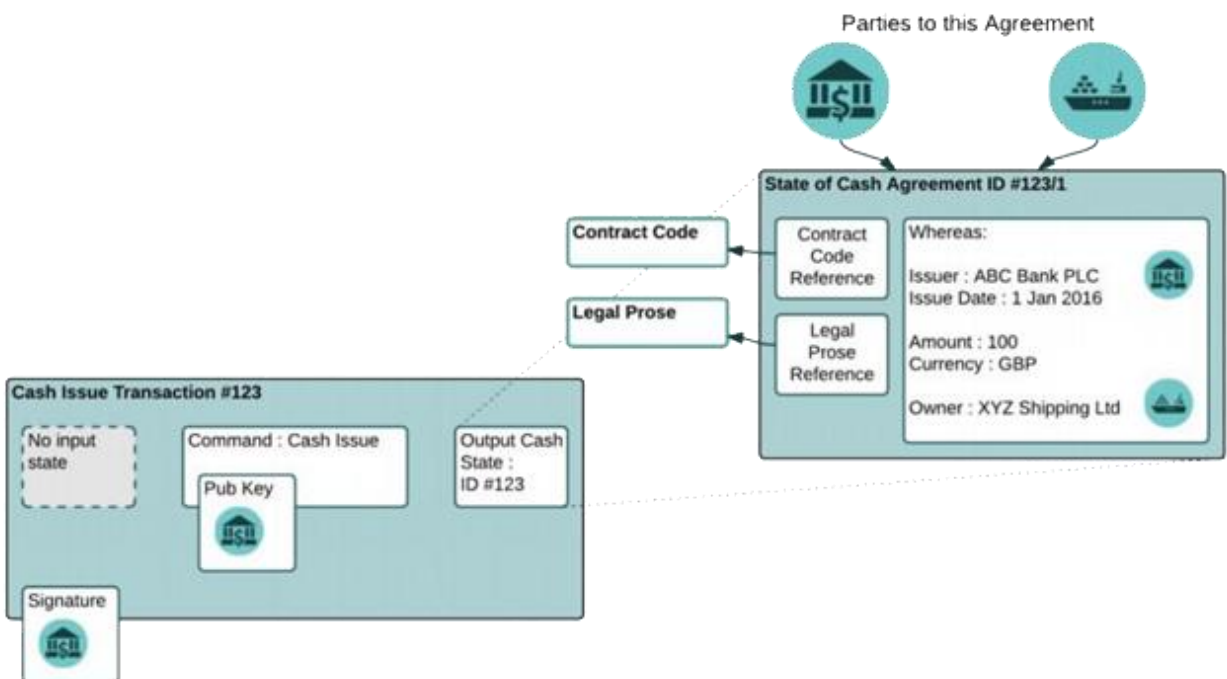 Parties to this Agreement
State of Cash Agreement ID #123/1
Contract Code
Legal Prose
Contract
Code
Reference
Legal
Prose
Reference
Whereas:
Issuer : ABC Bank PLC
Issue Date : 1 Jan 2016
Amount : 100
Currency : GBP
Owner : XYZ Shipping Ltd
Cash Issue Transaction #123
No input
state
Command : Cash Issue
Pub Key
Output Cash
State :
ID #123
Signature